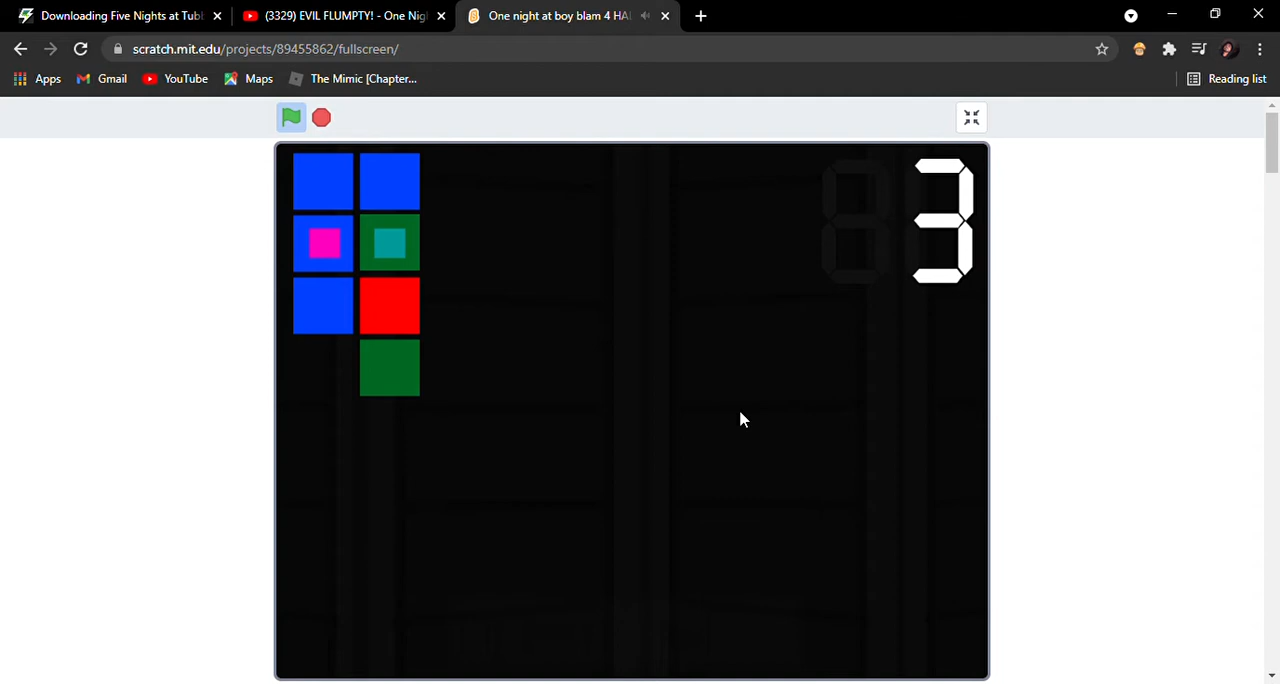 Downloading Five Nights at Tubb
(3329) EVIL FLUMPTY! - One Nig
One night at boy blam 4 HA
scratch.mit.edu/projects/89455862/fullscreen/
Apps
Gmail
YouTube
Maps
The Mimic [Chapter...
Reading list
3